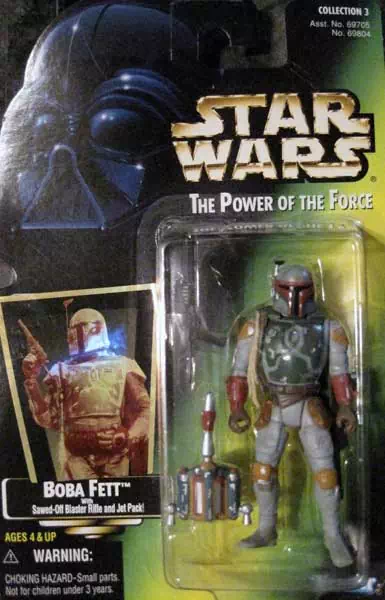 COLLECTION 3
Asst. No. 69705
No. 69804
STAR
WARS
THE POWER OF THE FORCE
BOBA FETT™
with
Sawed-Off Blaster Rifle and Jet Pack!
AGES 4 & UP
WARNING:
CHOKING HAZARD-Small parts.
Not for children under 3 years.